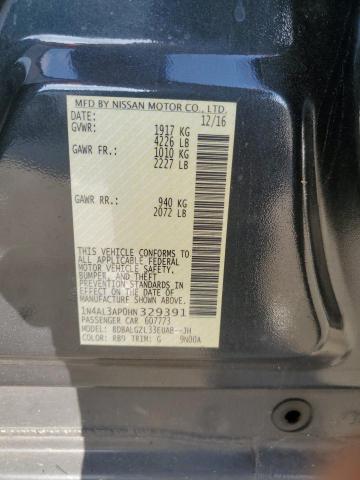 MFD BY NISSAN MOTOR CO., LTD.
DATE: 12/16
GVWR: 1917 KG
4226 LB
GAWR FR.: 1010 KG
2227 LB
GAWR RR.: 940 KG
2072 LB
THIS VEHICLE CONFORMS TO
ALL APPLICABLE FEDERAL
MOTOR VEHICLE SAFETY,
BUMPER, AND THEFT
PREVENTION STANDARDS IN
EFFECT ON THE DATE OF
MANUFACTURE SHOWN ABOVE.
1N4AL3AP0HN 329391
PASSENGER CAR 607773
MODEL: BDBALGZL33EUAB--JH
COLOR: RBD TRIM: G 9N00A